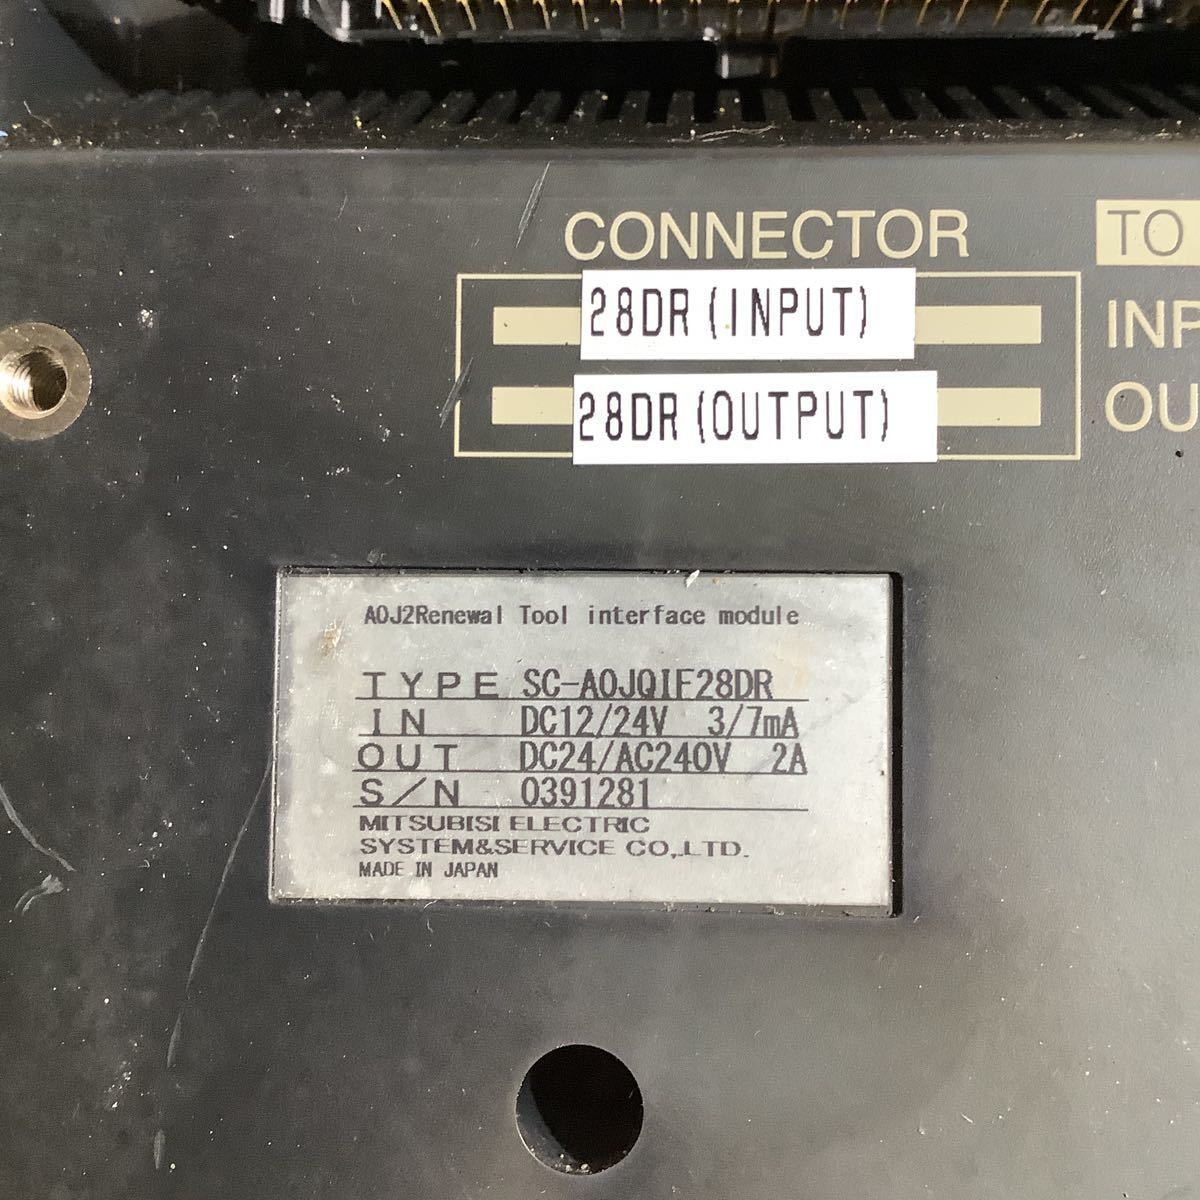 CONNECTOR
TO
28DR(INPUT)
INP
28DR(OUTPUT)
OU
A0J2Renewal Tool interface module
TYPE SC-A0JQIF28DR
IN DC12/24V 3/7mA
OUT DC24/AC240V 2A
S/N 0391281
MITSUBISI ELECTRIC
SYSTEM&SERVICE CO,.LTD.
MADE IN JAPAN